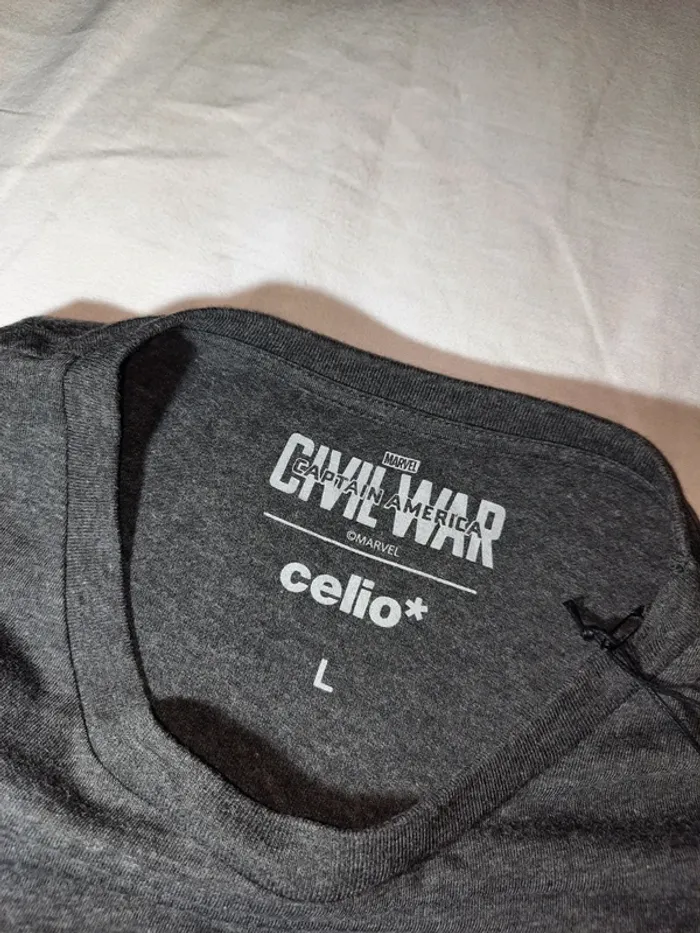 MARVEL
CIVIL WAR
CAPTAIN AMERICA
©MARVEL
celio*
L